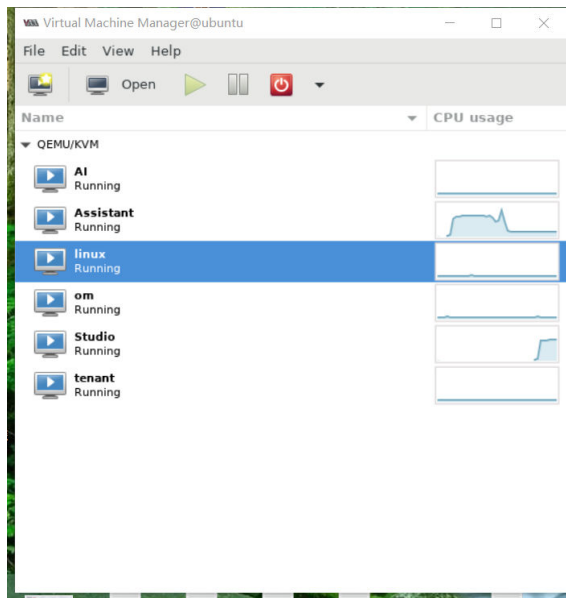 Virtual Machine Manager@ubuntu
File Edit View Help
Open
Name CPU usage
QEMU/KVM
AI
Running
Assistant
Running
linux
Running
om
Running
Studio
Running
tenant
Running